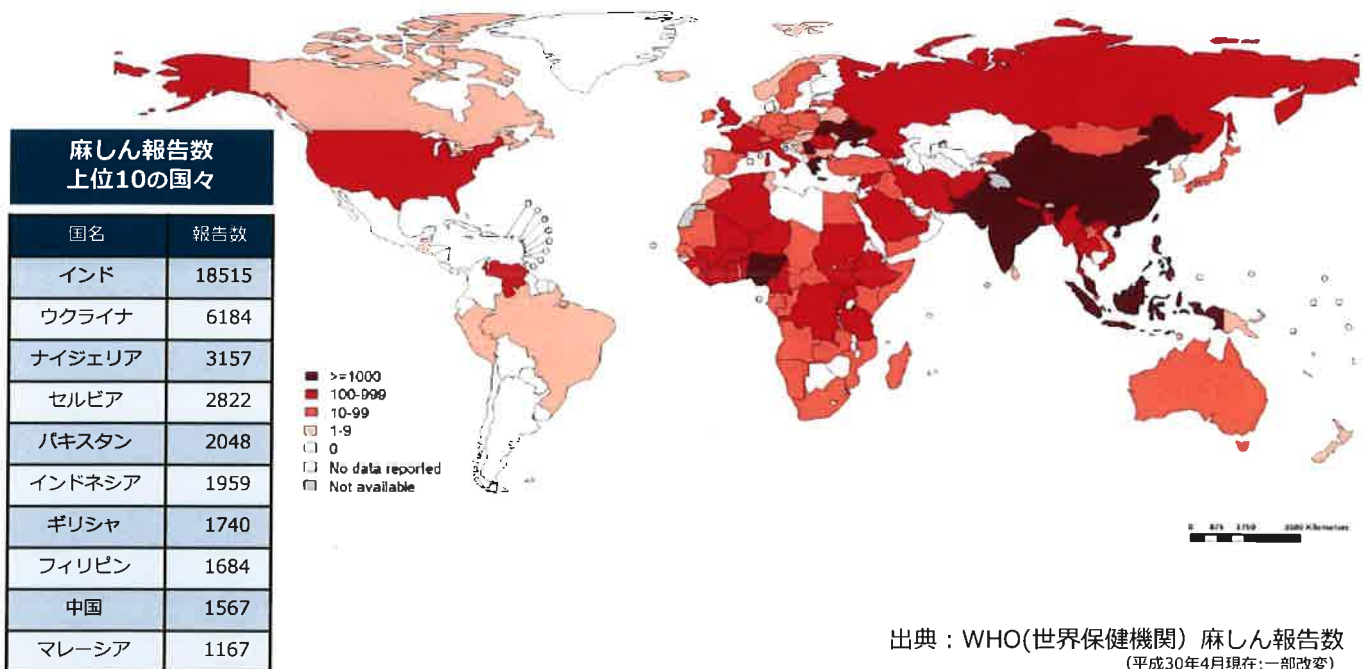 麻しん報告数
上位10の国々
国名 報告数
インド 18515
ウクライナ 6184
ナイジェリア 3157
セルビア 2822
パキスタン 2048
インドネシア 1959
ギリシャ 1740
フィリピン 1684
中国 1567
マレーシア 1167
>=1000
100-999
10-99
1-9
0
No data reported
Not available
0 875 1750 3500 Kilometers
出典：WHO(世界保健機関）麻しん報告数
（平成30年4月現在:一部改変）